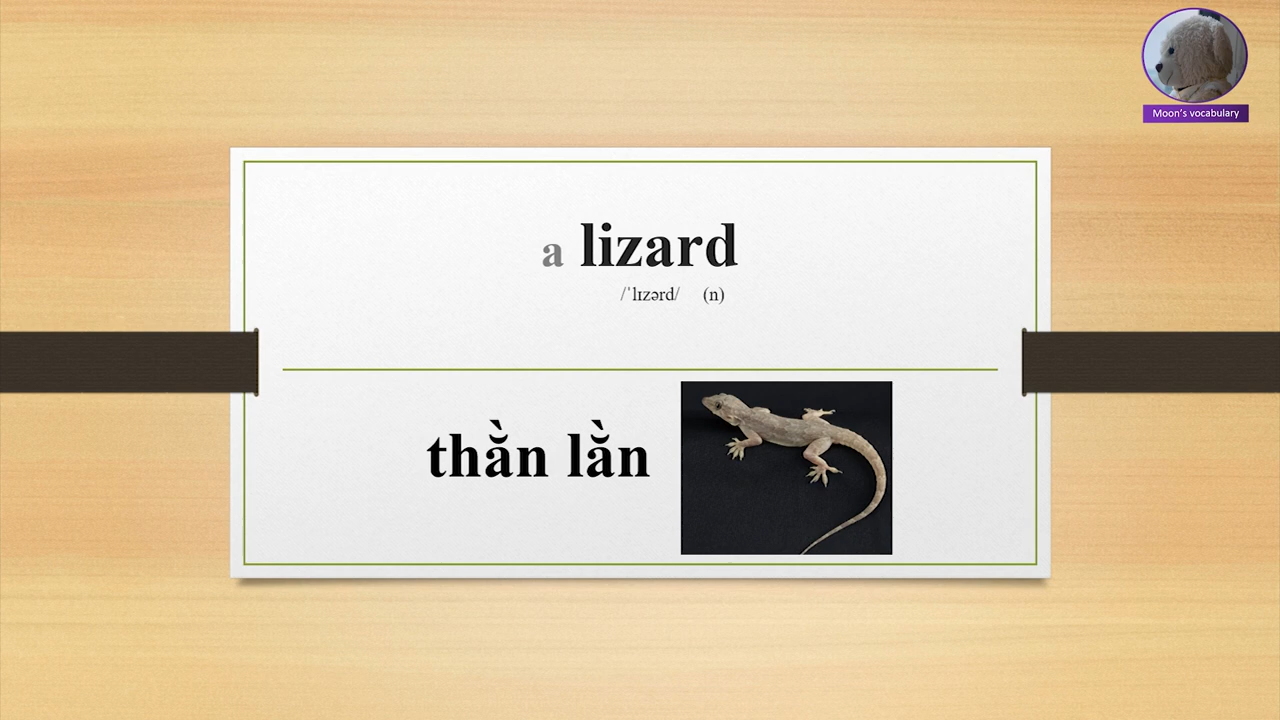 Moon's vocabulary
a lizard
/ˈlɪzərd/ (n)
thằn lằn